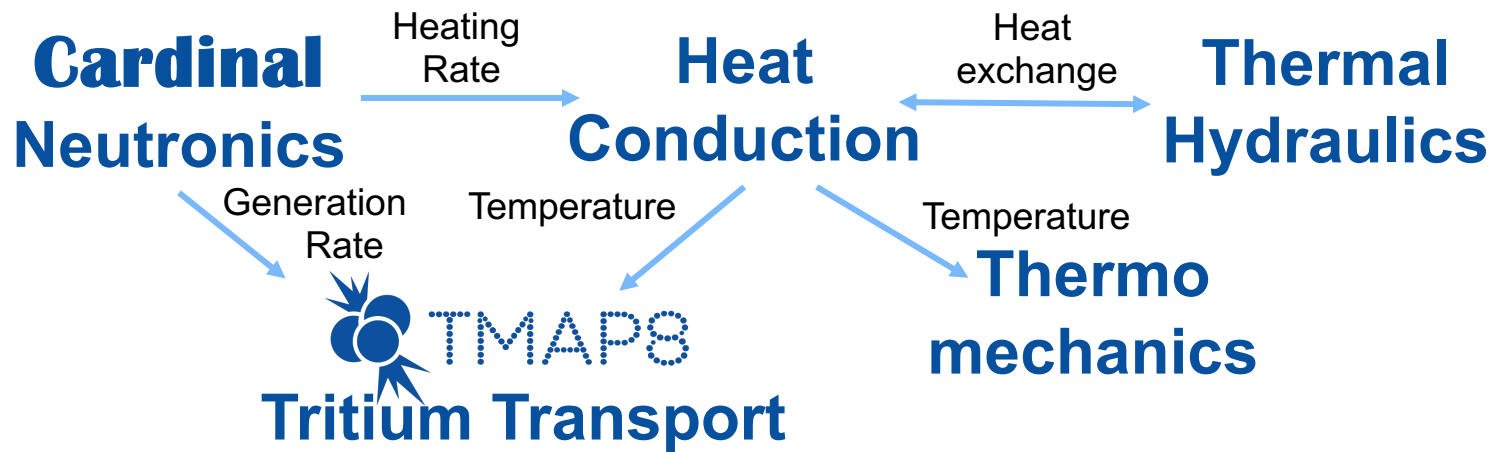 Cardinal
Neutronics
Heating
Rate
Heat
Conduction
Heat
exchange
Thermal
Hydraulics
Generation
Rate
Temperature
Temperature
TMAP8
Tritium Transport
Thermo
mechanics